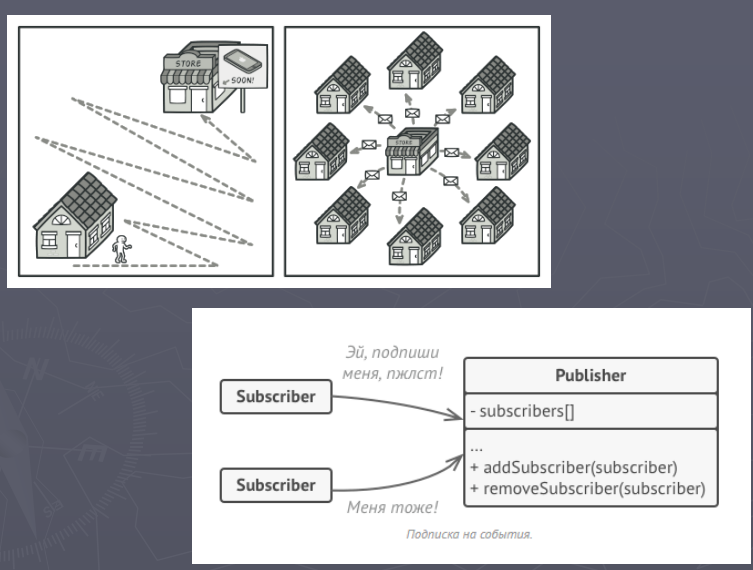 STORE
SOON!
STORE
Эй, подпиши
меня, пжлст!
Subscriber
Publisher
- subscribers[]
...
+ addSubscriber(subscriber)
+ removeSubscriber(subscriber)
Subscriber
Меня тоже!
Подписка на события.
N
E